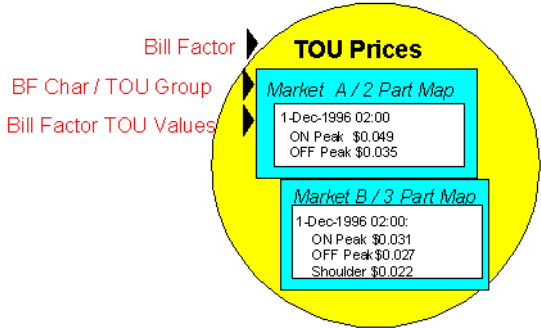 Bill Factor
TOU Prices
BF Char / TOU Group
Market A / 2 Part Map
Bill Factor TOU Values
1-Dec-1996 02:00
ON Peak $0.049
OFF Peak $0.035
Market B / 3 Part Map
1-Dec-1996 02:00:
ON Peak $0.031
OFF Peak $0.027
Shoulder $0.022